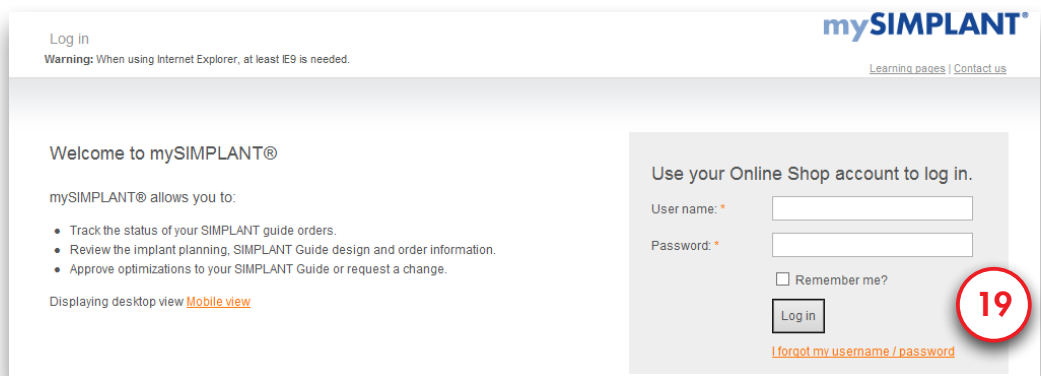 mySIMPLANT®
Log in
Warning: When using Internet Explorer, at least IE9 is needed.
Learning pages | Contact us
Welcome to mySIMPLANT®
mySIMPLANT® allows you to:
• Track the status of your SIMPLANT guide orders.
• Review the implant planning, SIMPLANT Guide design and order information.
• Approve optimizations to your SIMPLANT Guide or request a change.
Displaying desktop view Mobile view
Use your Online Shop account to log in.
User name: *
Password: *
Remember me?
Log in
19
I forgot my username / password